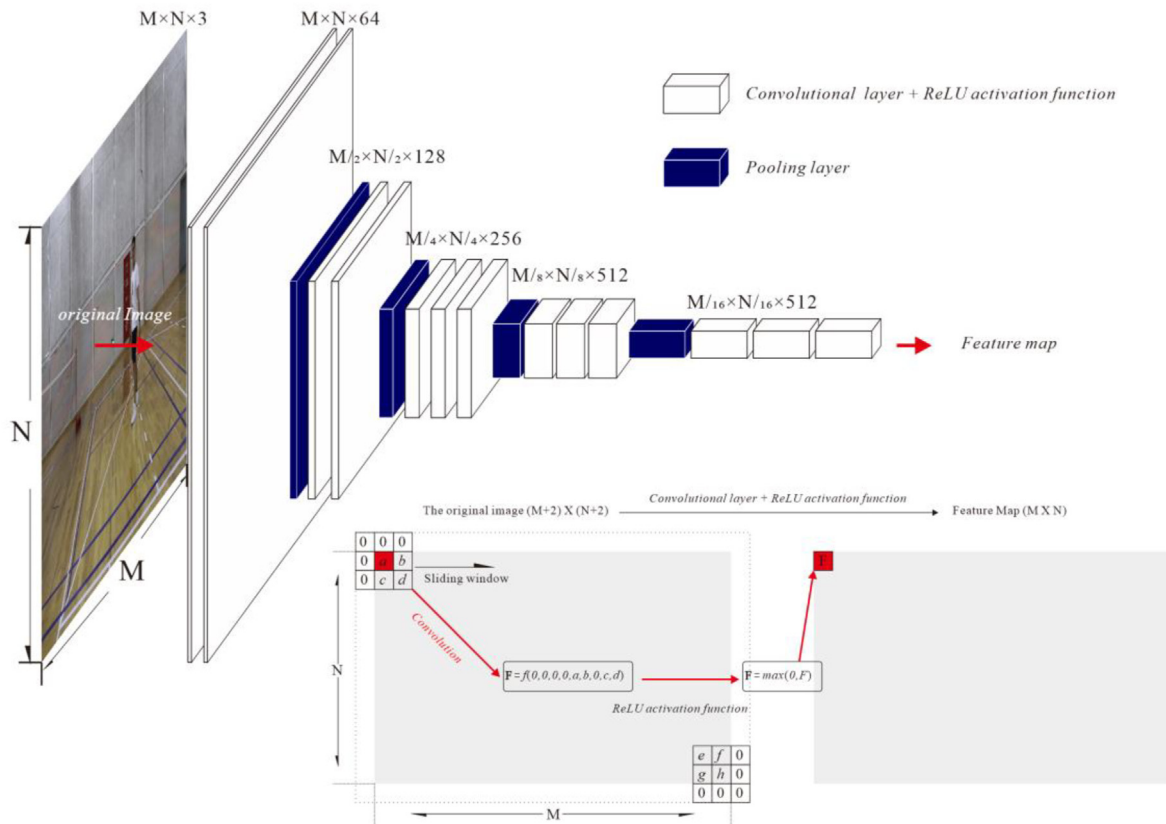 M×N×3
M×N×64
Convolutional layer + ReLU activation function
M/₂×N/₂×128
Pooling layer
M/₄×N/₄×256
M/₈×N/₈×512
M/₁₆×N/₁₆×512
original Image
Feature map
N
M
Convolutional layer + ReLU activation function
The original image (M+2) X (N+2)
Feature Map (M X N)
0 0 0
0 a b
0 c d
Sliding window
F
Convolution
N
F=f(0,0,0,0,a,b,0,c,d)
F=max(0,F)
ReLU activation function
e f 0
g h 0
0 0 0
M